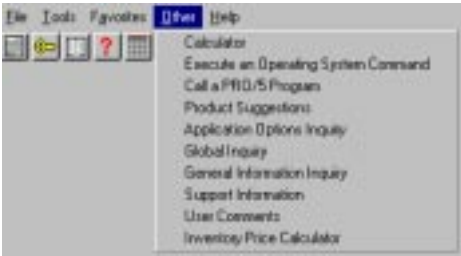 File Tools Favorites Other Help
?
Calculator
Execute an Operating System Command
Call a PRO/5 Program
Product Suggestions
Application Options Inquiry
Global Inquiry
General Information Inquiry
Support Information
User Comments
Inventory Price Calculator